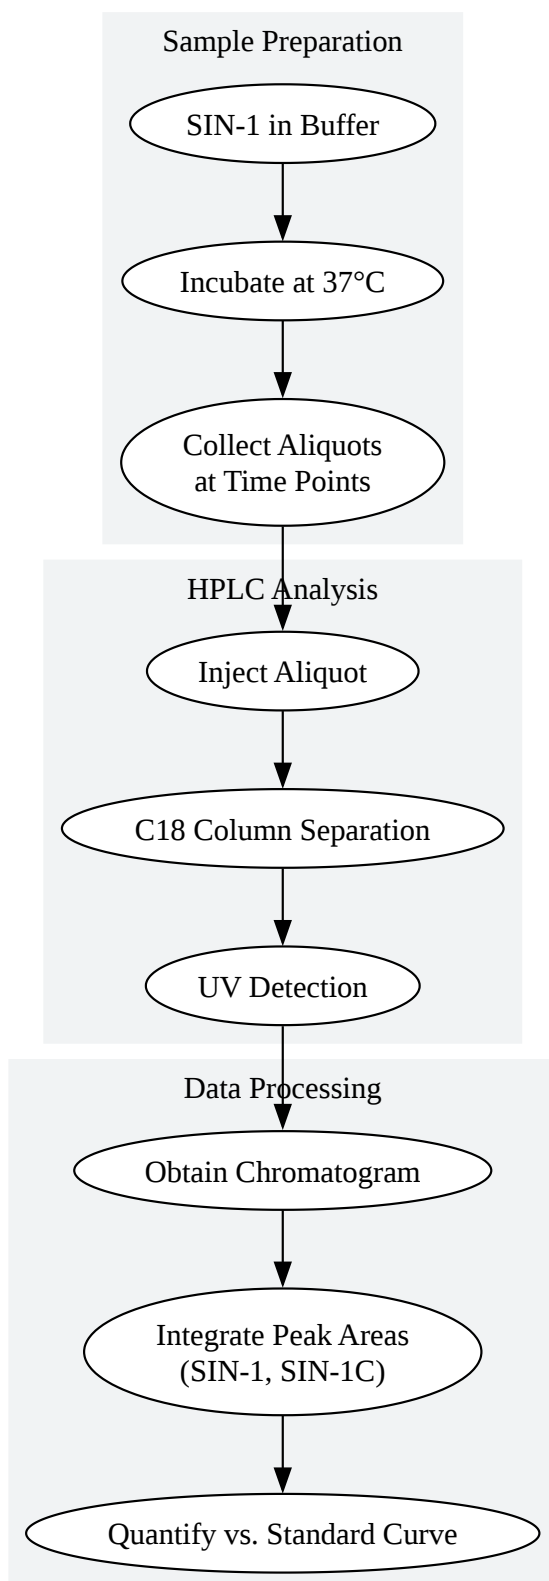 Sample Preparation
SIN-1 in Buffer
Incubate at 37°C
Collect Aliquots
at Time Points
HPLC Analysis
Inject Aliquot
C18 Column Separation
UV Detection
Data Processing
Obtain Chromatogram
Integrate Peak Areas
(SIN-1, SIN-1C)
Quantify vs. Standard Curve